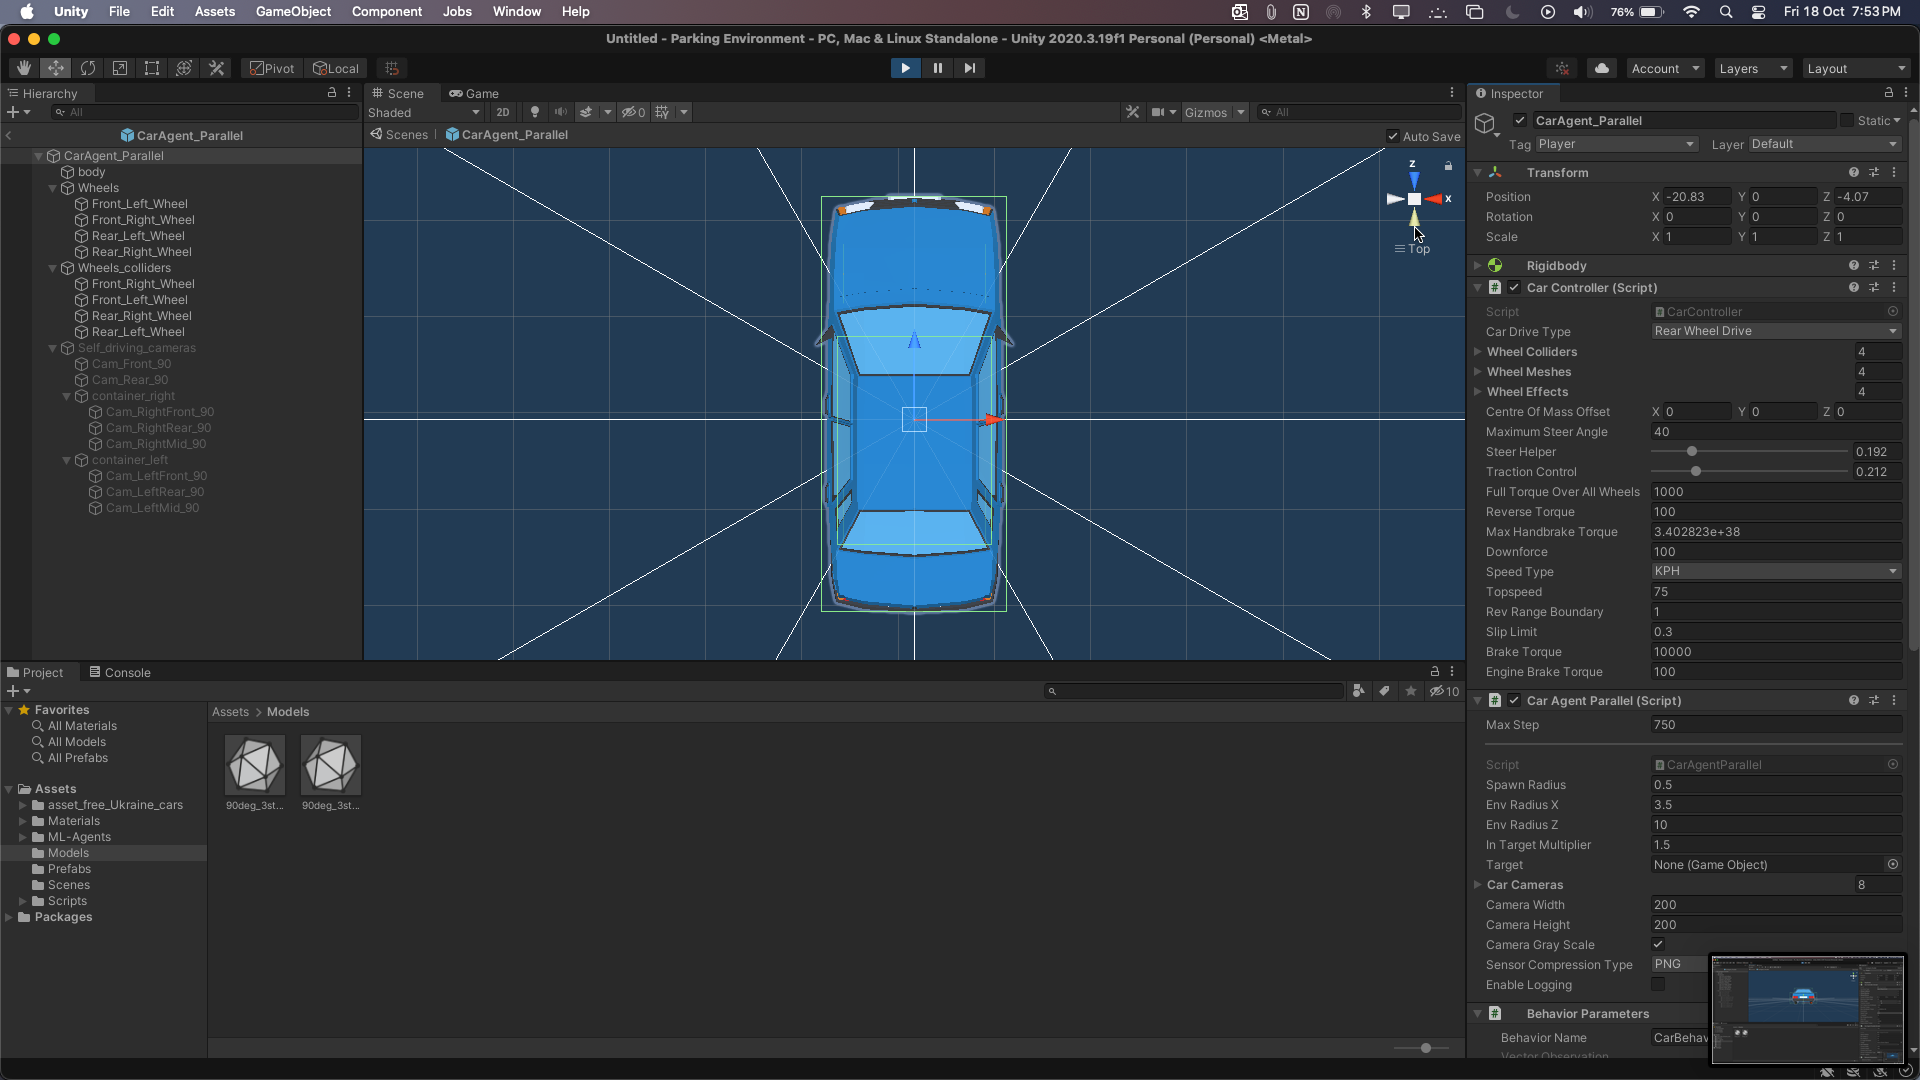 Unity File Edit Assets GameObject Component Jobs Window Help
76% Fri 18 Oct 7:53 PM
Untitled - Parking Environment - PC, Mac & Linux Standalone - Unity 2020.3.19f1 Personal (Personal) <Metal>
Pivot Local
Account Layers Layout
Hierarchy
All
CarAgent_Parallel
CarAgent_Parallel
body
Wheels
Front_Left_Wheel
Front_Right_Wheel
Rear_Left_Wheel
Rear_Right_Wheel
Wheels_colliders
Front_Right_Wheel
Front_Left_Wheel
Rear_Right_Wheel
Rear_Left_Wheel
Self_driving_cameras
Cam_Front_90
Cam_Rear_90
container_right
Cam_RightFront_90
Cam_RightRear_90
Cam_RightMid_90
container_left
Cam_LeftFront_90
Cam_LeftRear_90
Cam_LeftMid_90
Scene Game
Shaded 2D 0 Gizmos All
Scenes CarAgent_Parallel Auto Save
z
x
Top
Inspector
CarAgent_Parallel Static
Tag Player Layer Default
Transform
Position X -20.83 Y 0 Z -4.07
Rotation X 0 Y 0 Z 0
Scale X 1 Y 1 Z 1
Rigidbody
Car Controller (Script)
Script CarController
Car Drive Type Rear Wheel Drive
Wheel Colliders 4
Wheel Meshes 4
Wheel Effects 4
Centre Of Mass Offset X 0 Y 0 Z 0
Maximum Steer Angle 40
Steer Helper 0.192
Traction Control 0.212
Full Torque Over All Wheels 1000
Reverse Torque 100
Max Handbrake Torque 3.402823e+38
Downforce 100
Speed Type KPH
Topspeed 75
Rev Range Boundary 1
Slip Limit 0.3
Brake Torque 10000
Engine Brake Torque 100
Car Agent Parallel (Script)
Max Step 750
Script CarAgentParallel
Spawn Radius 0.5
Env Radius X 3.5
Env Radius Z 10
In Target Multiplier 1.5
Target None (Game Object)
Car Cameras 8
Camera Width 200
Camera Height 200
Camera Gray Scale
Sensor Compression Type PNG
Enable Logging
Behavior Parameters
Behavior Name CarBehav
Vector Observation
Project Console
10
Favorites
All Materials
All Models
All Prefabs
Assets
asset_free_Ukraine_cars
Materials
ML-Agents
Models
Prefabs
Scenes
Scripts
Packages
Assets > Models
90deg_3st... 90deg_3st...